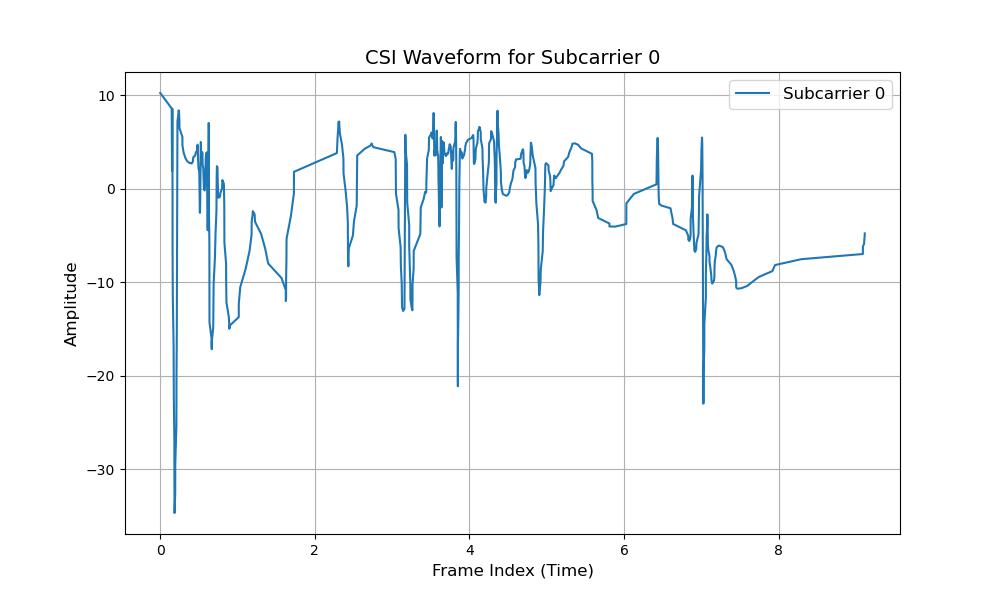 CSI Waveform for Subcarrier 0
Subcarrier 0
Amplitude
10
0
−10
−20
−30
0 2 4 6 8
Frame Index (Time)